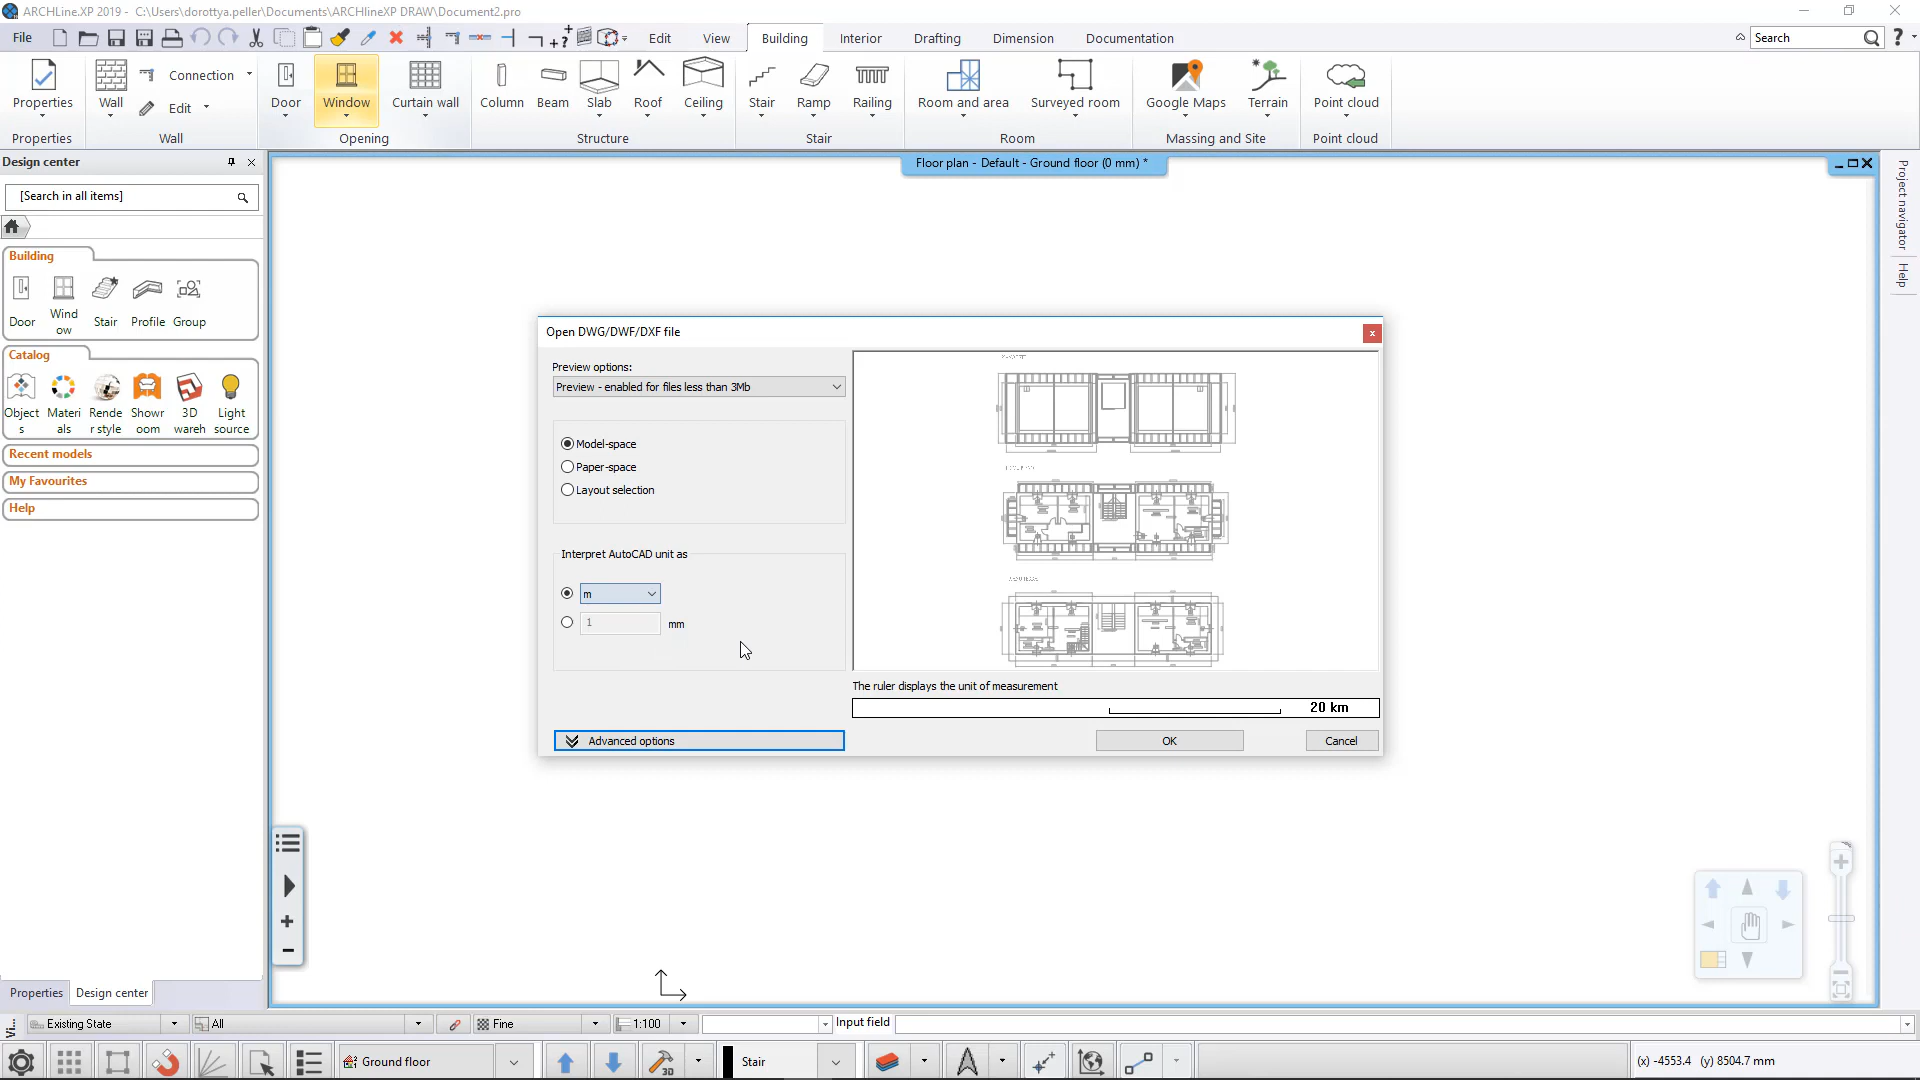 ARCHLine.XP 2019 - C:\Users\dorottya.peller\Documents\ARCHlineXP DRAW\Document2.pro
File Edit View Building Interior Drafting Dimension Documentation Search ?
Properties Wall Connection Edit Door Window Curtain wall Column Beam Slab Roof Ceiling Stair Ramp Railing Room and area Surveyed room Google Maps Terrain Point cloud
Properties Wall Opening Structure Stair Room Massing and Site Point cloud
Design center
Floor plan - Default - Ground floor (0 mm) *
[Search in all items]
Building
Door Wind
ow Stair Profile Group
Catalog
Object
s Materi
als Rende
r style Showr
oom 3D
wareh Light
source
Recent models
My Favourites
Help
Project navigator
Help
Open DWG/DWF/DXF file
Preview options:
Preview - enabled for files less than 3Mb
Model-space
Paper-space
Layout selection
Interpret AutoCAD unit as
m
1 mm
The ruler displays the unit of measurement
20 km
Advanced options OK Cancel
Properties Design center
Vi... Existing State All Fine 1:100 Input field
3D Ground floor Stair (x) -4553.4 (y) 8504.7 mm